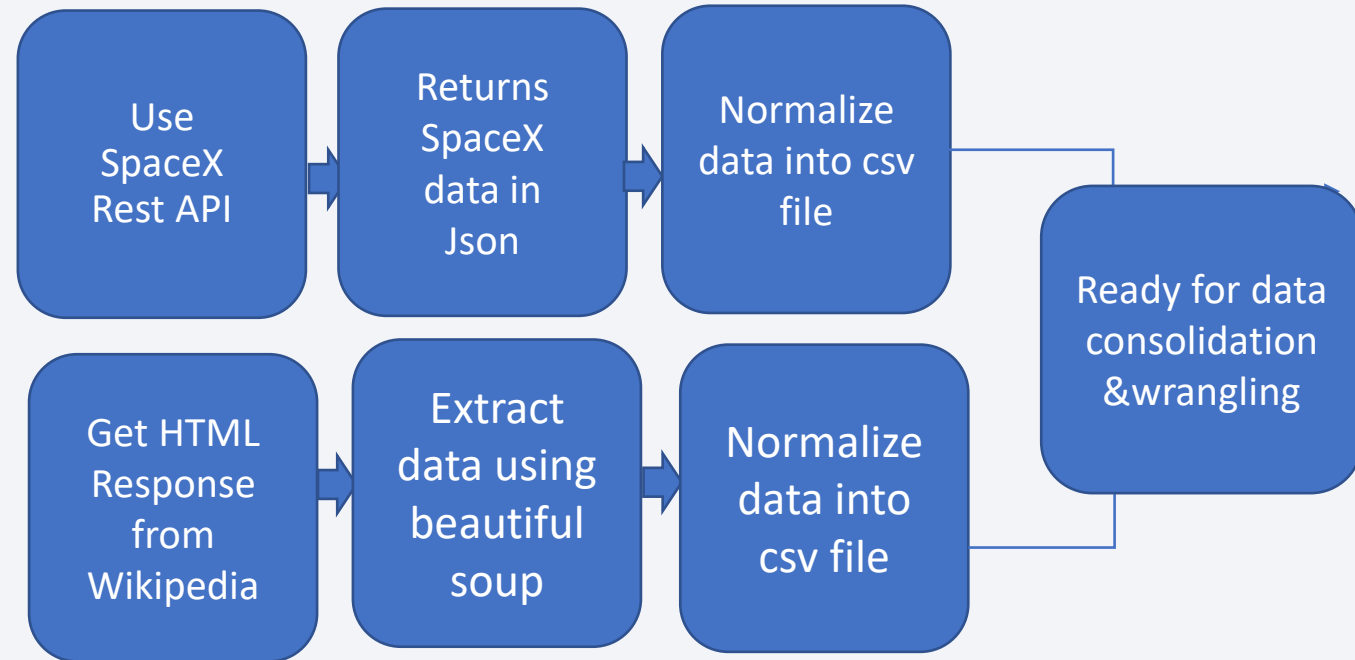 Use
SpaceX
Rest API
Returns
SpaceX
data in
Json
Normalize
data into csv
file
Ready for data
consolidation
&wrangling
Get HTML
Response
from
Wikipedia
Extract
data using
beautiful
soup
Normalize
data into
csv file